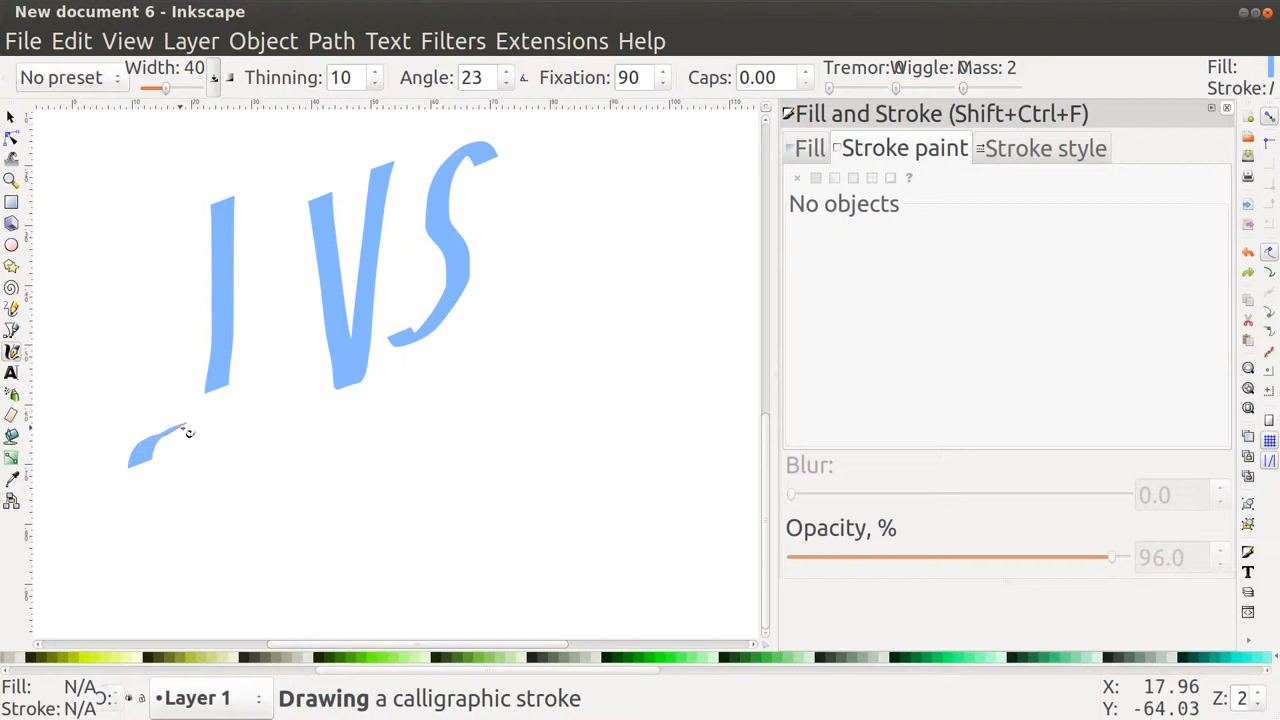 New document 6 - Inkscape
File Edit View Layer Object Path Text Filters Extensions Help
No preset Width: 40 Thinning: 10 Angle: 23 Fixation: 90 Caps: 0.00 Tremor: Wiggle: Mass: 2 Fill:
Stroke:
Fill and Stroke (Shift+Ctrl+F)
Fill Stroke paint Stroke style
?
No objects
I V S
Blur:
0.0
Opacity, %
96.0
Fill: N/A
Stroke: N/A
O:
Layer 1
Drawing a calligraphic stroke
X: 17.96
Y: -64.03
Z: 2